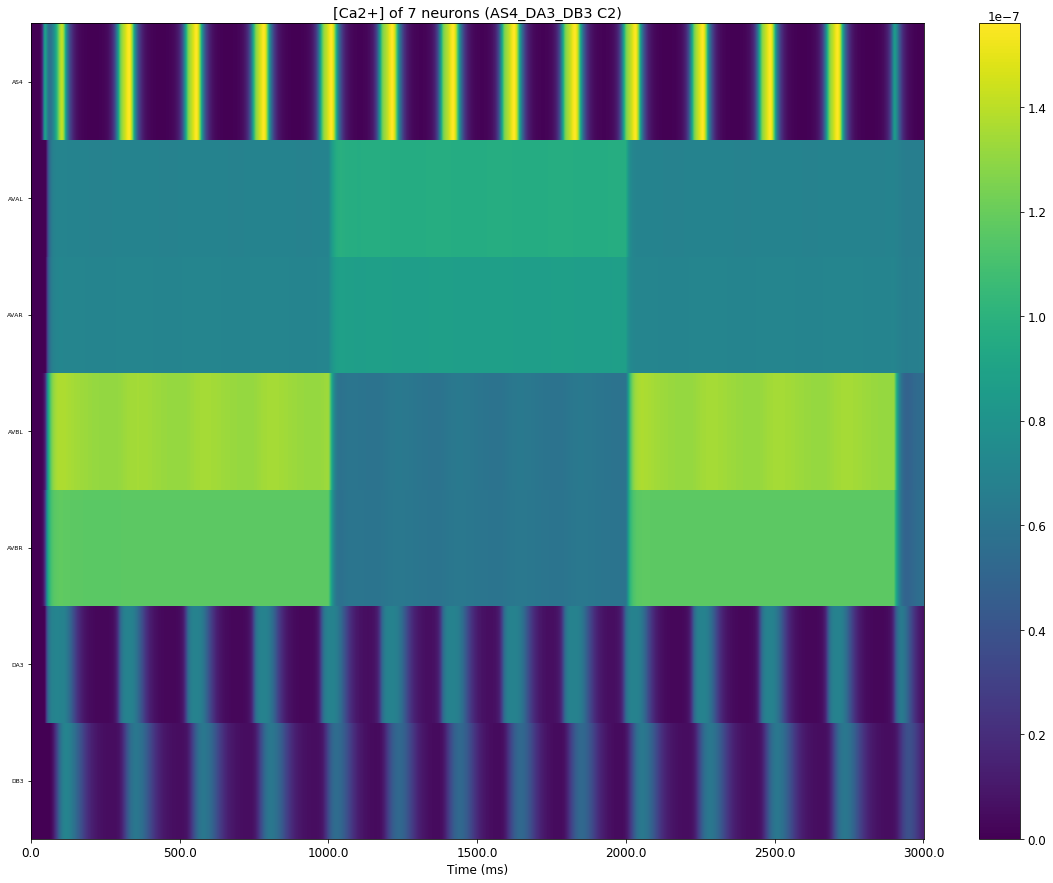 [Ca2+] of 7 neurons (AS4_DA3_DB3 C2)
1e−7
AS4
AVAL
AVAR
AVBL
AVBR
DA3
DB3
0.0 500.0 1000.0 1500.0 2000.0 2500.0 3000.0
Time (ms)
1.4
1.2
1.0
0.8
0.6
0.4
0.2
0.0